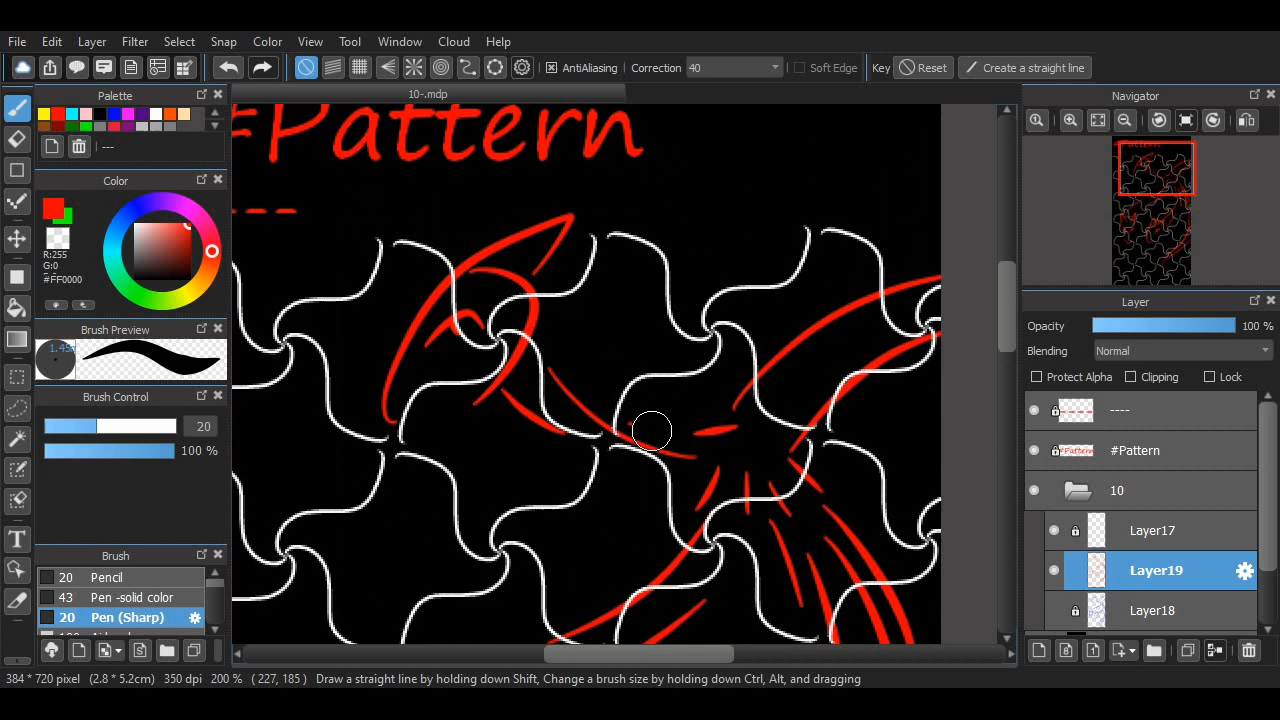 File Edit Layer Filter Select Snap Color View Tool Window Cloud Help
AntiAliasing Correction 40 Soft Edge Key Reset Create a straight line
Palette
---
Color
R:255
G:0
#FF0000
Brush Preview
1.45
Brush Control
20
100 %
Brush
20 Pencil
43 Pen -solid color
20 Pen (Sharp)
10-.mdp
#Pattern
---
Navigator
Layer
Opacity 100 %
Blending Normal
Protect Alpha Clipping Lock
----
#Pattern
10
Layer17
Layer19
Layer18
384 * 720 pixel (2.8 * 5.2cm) 350 dpi 200 % ( 227, 185 ) Draw a straight line by holding down Shift, Change a brush size by holding down Ctrl, Alt, and dragging